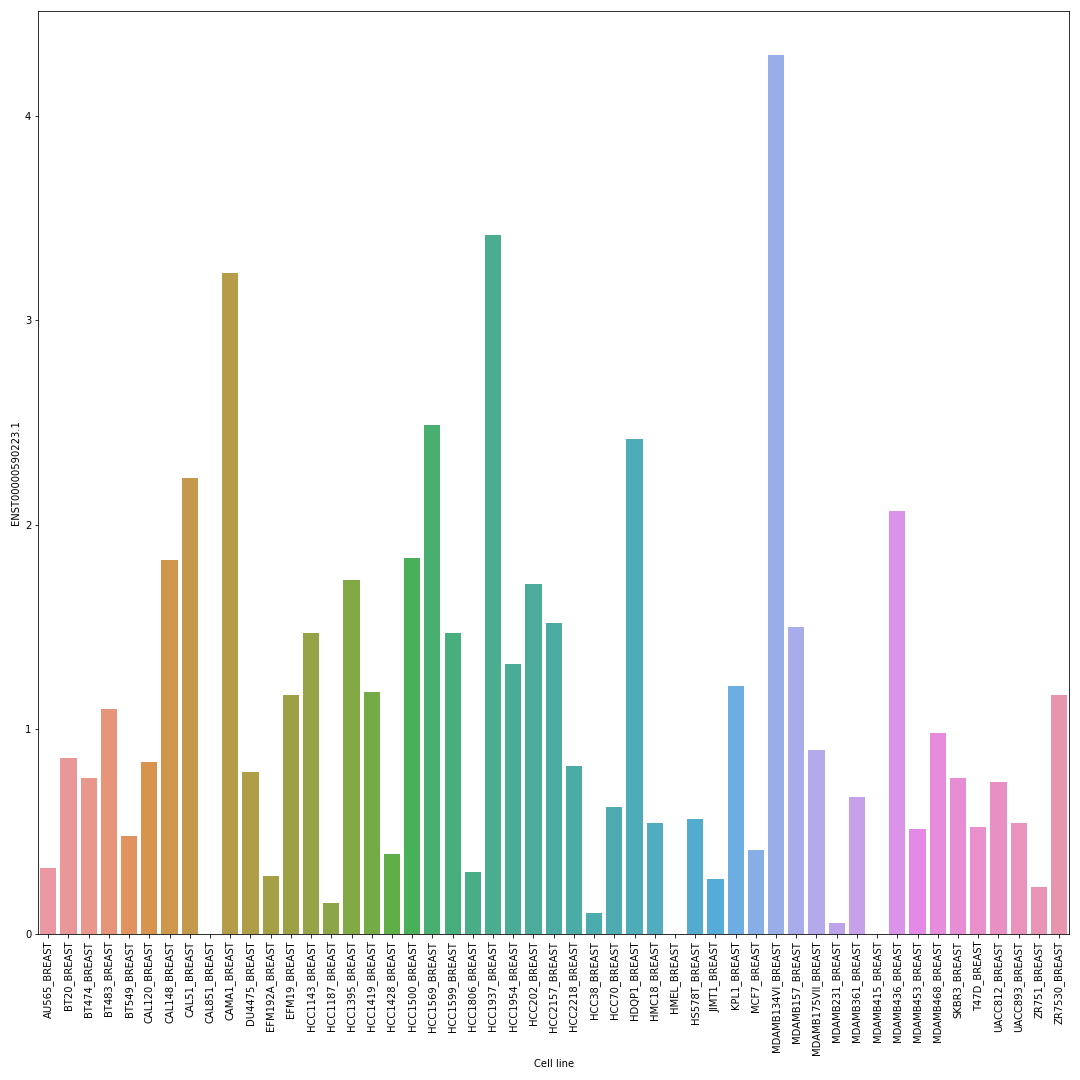 4
3
2
1
0
ENST00000590223.1
AU565_BREAST
BT20_BREAST
BT474_BREAST
BT483_BREAST
BT549_BREAST
CAL120_BREAST
CAL148_BREAST
CAL51_BREAST
CAL851_BREAST
CAMA1_BREAST
DU4475_BREAST
EFM192A_BREAST
EFM19_BREAST
HCC1143_BREAST
HCC1187_BREAST
HCC1395_BREAST
HCC1419_BREAST
HCC1428_BREAST
HCC1500_BREAST
HCC1569_BREAST
HCC1599_BREAST
HCC1806_BREAST
HCC1937_BREAST
HCC1954_BREAST
HCC202_BREAST
HCC2157_BREAST
HCC2218_BREAST
HCC38_BREAST
HCC70_BREAST
HDQP1_BREAST
HMC18_BREAST
HMEL_BREAST
HS578T_BREAST
JIMT1_BREAST
KPL1_BREAST
MCF7_BREAST
MDAMB134VI_BREAST
MDAMB157_BREAST
MDAMB175VII_BREAST
MDAMB231_BREAST
MDAMB361_BREAST
MDAMB415_BREAST
MDAMB436_BREAST
MDAMB453_BREAST
MDAMB468_BREAST
SKBR3_BREAST
T47D_BREAST
UACC812_BREAST
UACC893_BREAST
ZR751_BREAST
ZR7530_BREAST
Cell line